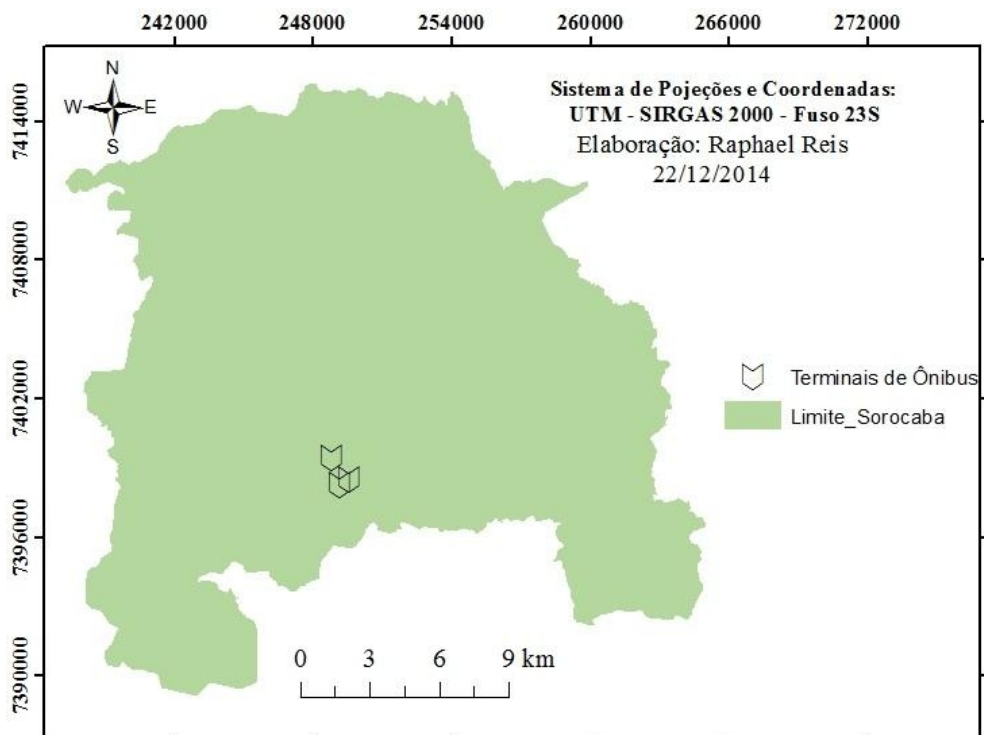 242000 248000 254000 260000 266000 272000
N
W E
S
Sistema de Pojeções e Coordenadas:
UTM - SIRGAS 2000 - Fuso 23S
Elaboração: Raphael Reis
22/12/2014
7414000
7408000
7402000
7396000
7390000
Terminais de Ônibus
Limite_Sorocaba
0 3 6 9 km